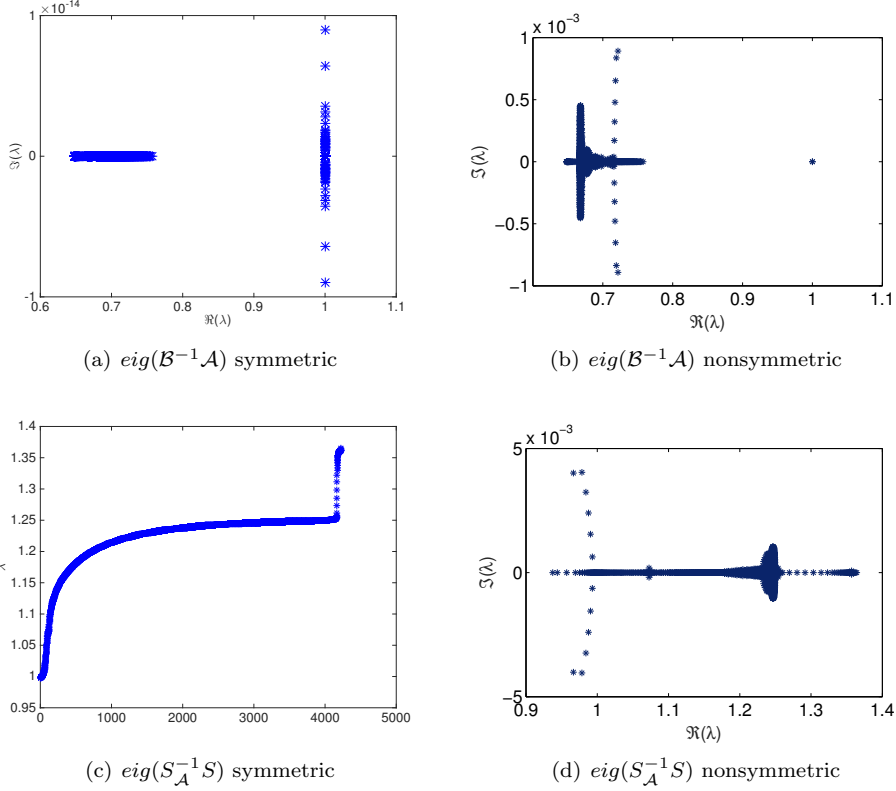 ×10⁻¹⁴
1
0
-1
ℑ(λ)
0.6 0.7 0.8 0.9 1 1.1
ℜ(λ)
(a) eig(B⁻¹A) symmetric
x 10⁻³
1
0.5
0
−0.5
−1
ℑ(λ)
0.7 0.8 0.9 1 1.1
ℜ(λ)
(b) eig(B⁻¹A) nonsymmetric
1.4
1.35
1.3
1.25
1.2
1.15
1.1
1.05
1
0.95
λ
0 1000 2000 3000 4000 5000
(c) eig(S_A⁻¹S) symmetric
x 10⁻³
5
0
−5
ℑ(λ)
0.9 1 1.1 1.2 1.3 1.4
ℜ(λ)
(d) eig(S_A⁻¹S) nonsymmetric